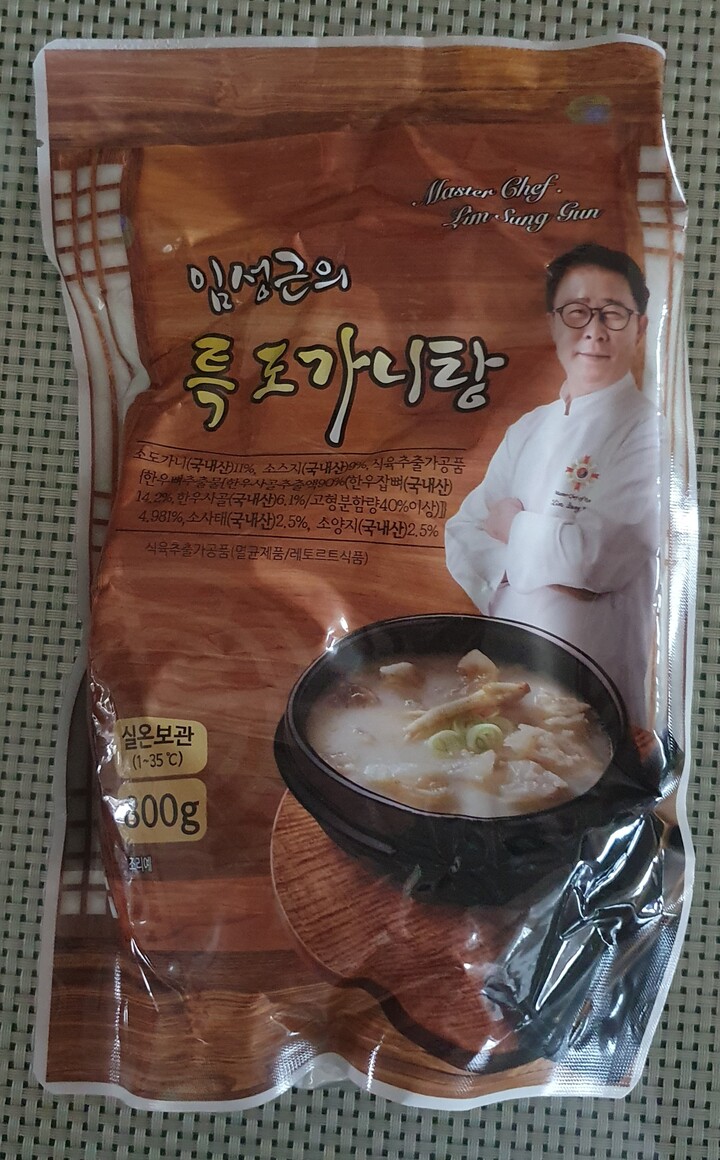 Master Chef.
Lim Sung Gun
임성근의
특 도가니탕
소도가니(국내산)11%, 소스지(국내산)9%, 식육추출가공품
[한우뼈추출물{한우사골추출액90%(한우잡뼈(국내산)
14.2%, 한우사골(국내산)6.1%/고형분함량40%이상)}]
4.981%, 소사태(국내산)2.5%, 소양지(국내산)2.5%
식육추출가공품(멸균제품/레토르트식품)
실온보관
(1~35℃)
800g
조리예